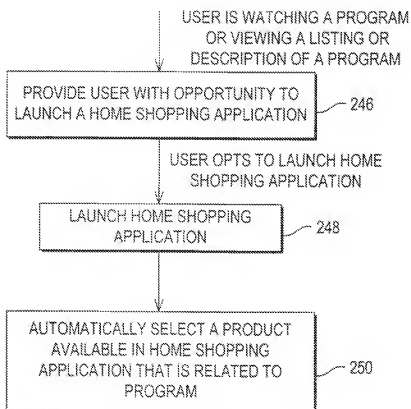 USER IS WATCHING A PROGRAM
OR VIEWING A LISTING OR
DESCRIPTION OF A PROGRAM
PROVIDE USER WITH OPPORTUNITY TO
LAUNCH A HOME SHOPPING APPLICATION
246
USER OPTS TO LAUNCH HOME
SHOPPING APPLICATION
LAUNCH HOME SHOPPING
APPLICATION
248
AUTOMATICALLY SELECT A PRODUCT
AVAILABLE IN HOME SHOPPING
APPLICATION THAT IS RELATED TO
PROGRAM
250